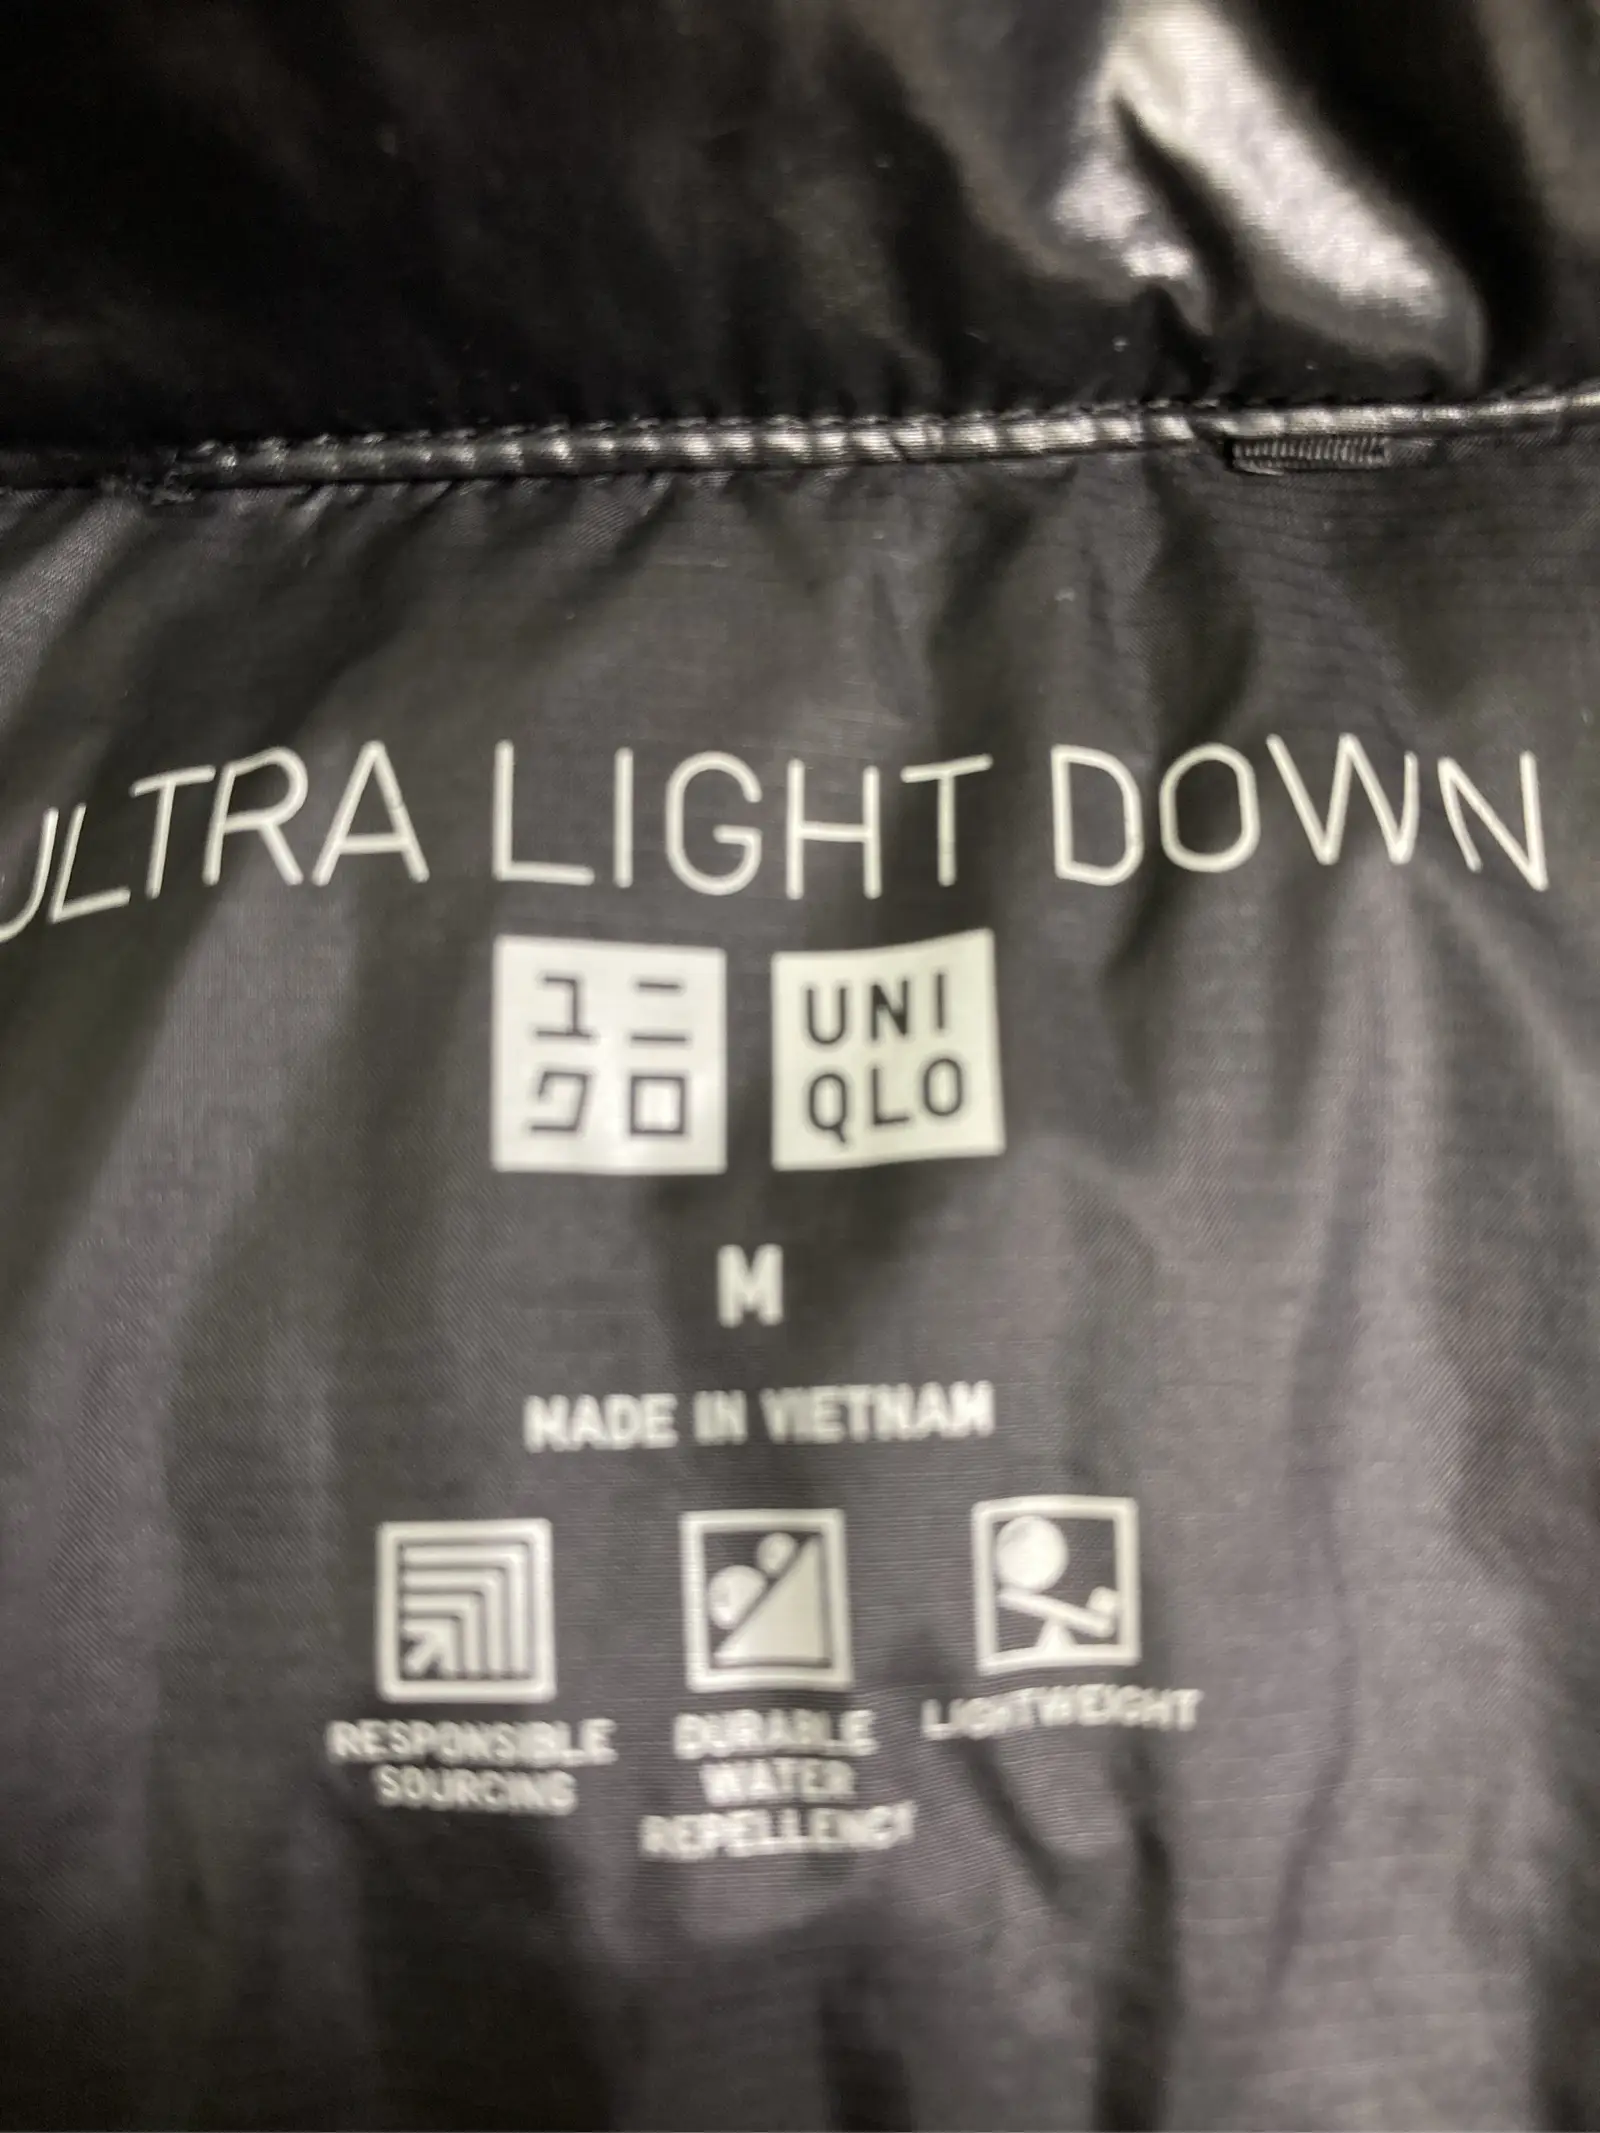 ULTRA LIGHT DOWN
ユニ
クロ
UNI
QLO
M
MADE IN VIETNAM
RESPONSIBLE
SOURCING
DURABLE
WATER
REPELLENCY
LIGHTWEIGHT